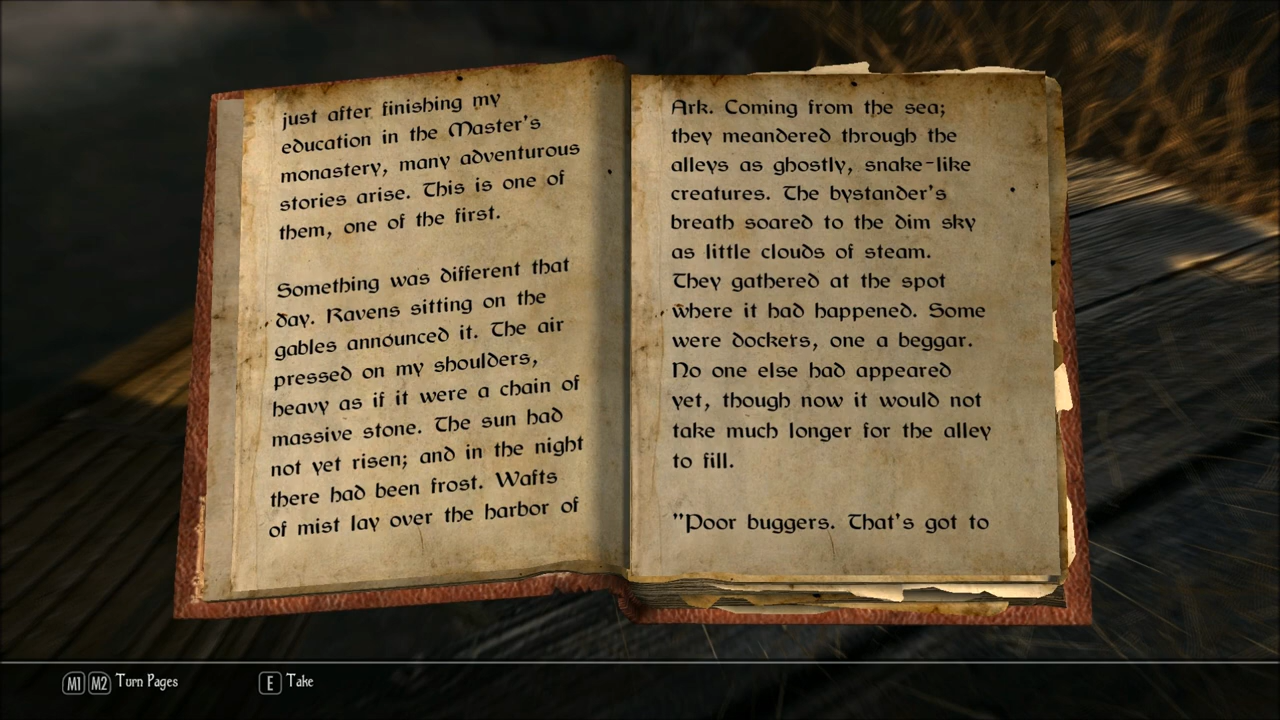 just after finishing my
education in the Master's
monastery, many adventurous
stories arise. This is one of
them, one of the first.
Something was different that
day. Ravens sitting on the
gables announced it. The air
pressed on my shoulders,
heavy as if it were a chain of
massive stone. The sun had
not yet risen; and in the night
there had been frost. Wafts
of mist lay over the harbor of
Ark. Coming from the sea;
they meandered through the
alleys as ghostly, snake-like
creatures. The bystander's
breath soared to the dim sky
as little clouds of steam.
They gathered at the spot
where it had happened. Some
were dockers, one a beggar.
No one else had appeared
yet, though now it would not
take much longer for the alley
to fill.
"Poor buggers. That's got to
M1 M2 Turn Pages
E Take